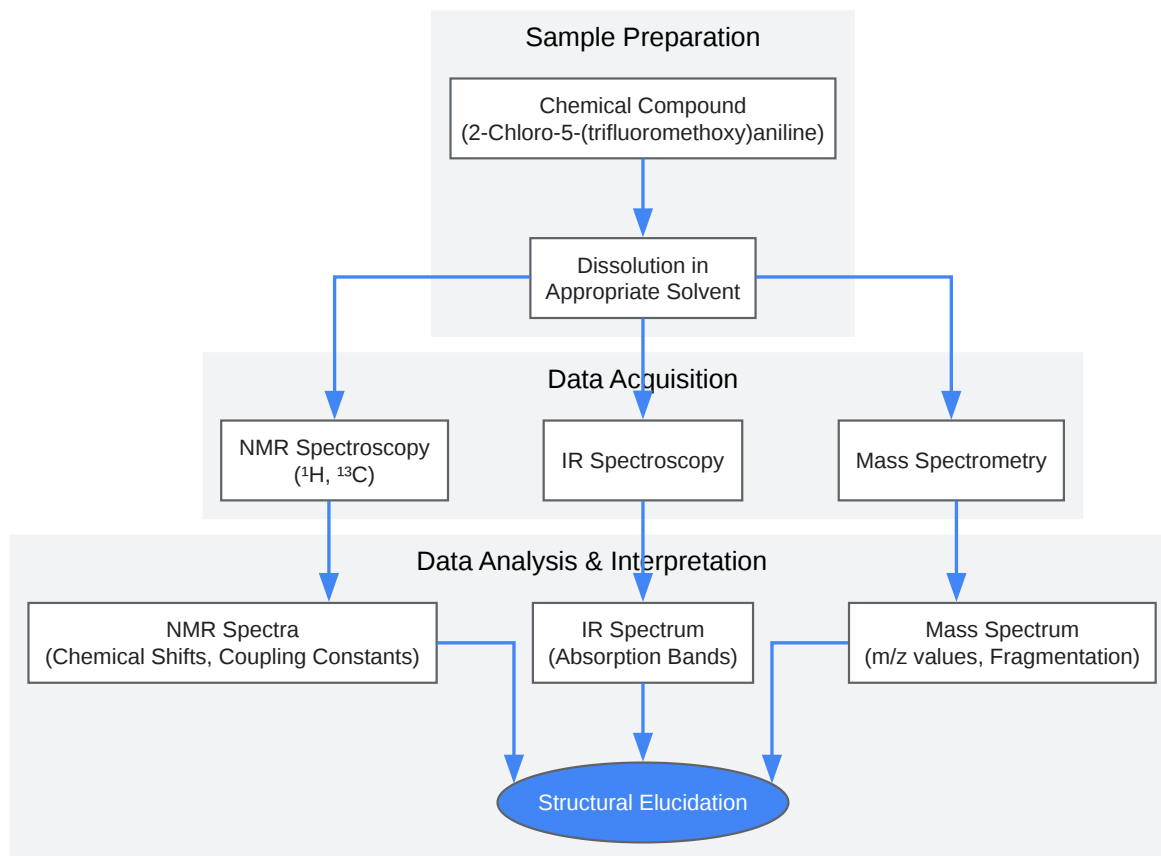 Sample Preparation
Chemical Compound
(2-Chloro-5-(trifluoromethoxy)aniline)
Dissolution in
Appropriate Solvent
Data Acquisition
NMR Spectroscopy
(¹H, ¹³C)
IR Spectroscopy
Mass Spectrometry
Data Analysis & Interpretation
NMR Spectra
(Chemical Shifts, Coupling Constants)
IR Spectrum
(Absorption Bands)
Mass Spectrum
(m/z values, Fragmentation)
Structural Elucidation